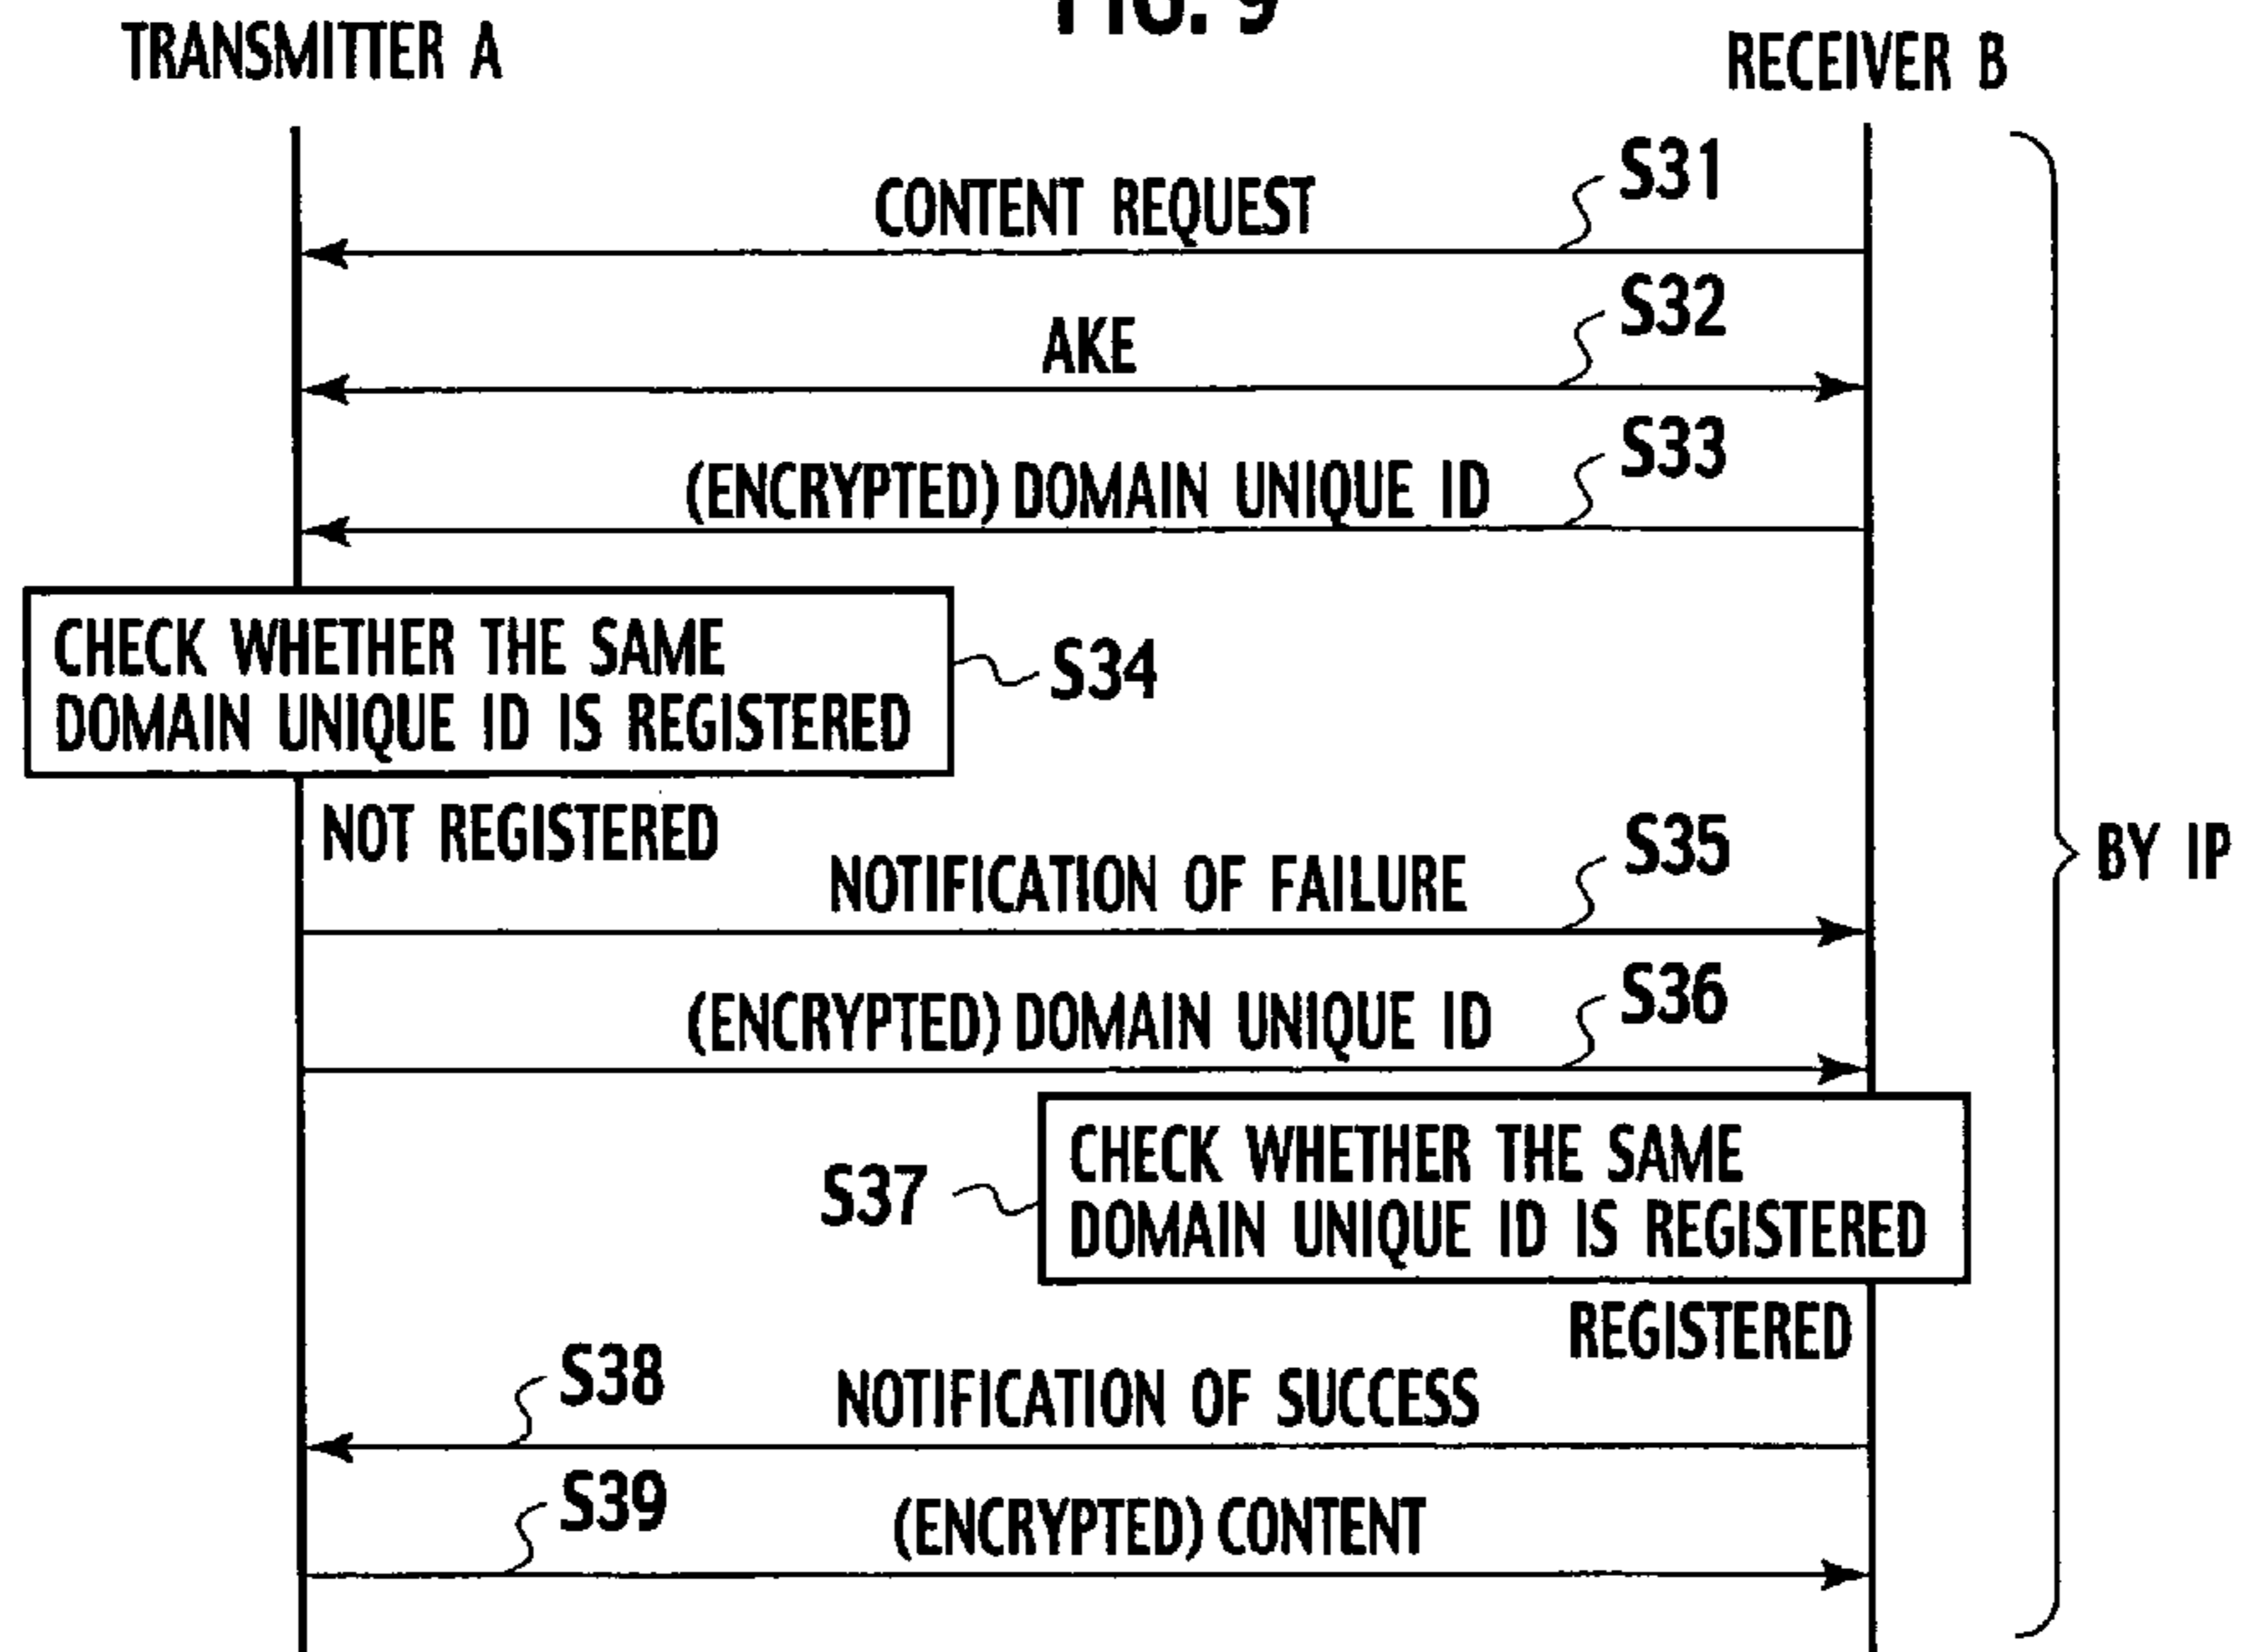 FIG. 9
TRANSMITTER A
RECEIVER B
S31
CONTENT REQUEST
S32
AKE
S33
(ENCRYPTED) DOMAIN UNIQUE ID
CHECK WHETHER THE SAME
DOMAIN UNIQUE ID IS REGISTERED
S34
NOT REGISTERED
S35
NOTIFICATION OF FAILURE
BY IP
S36
(ENCRYPTED) DOMAIN UNIQUE ID
CHECK WHETHER THE SAME
DOMAIN UNIQUE ID IS REGISTERED
S37
REGISTERED
S38
NOTIFICATION OF SUCCESS
S39
(ENCRYPTED) CONTENT